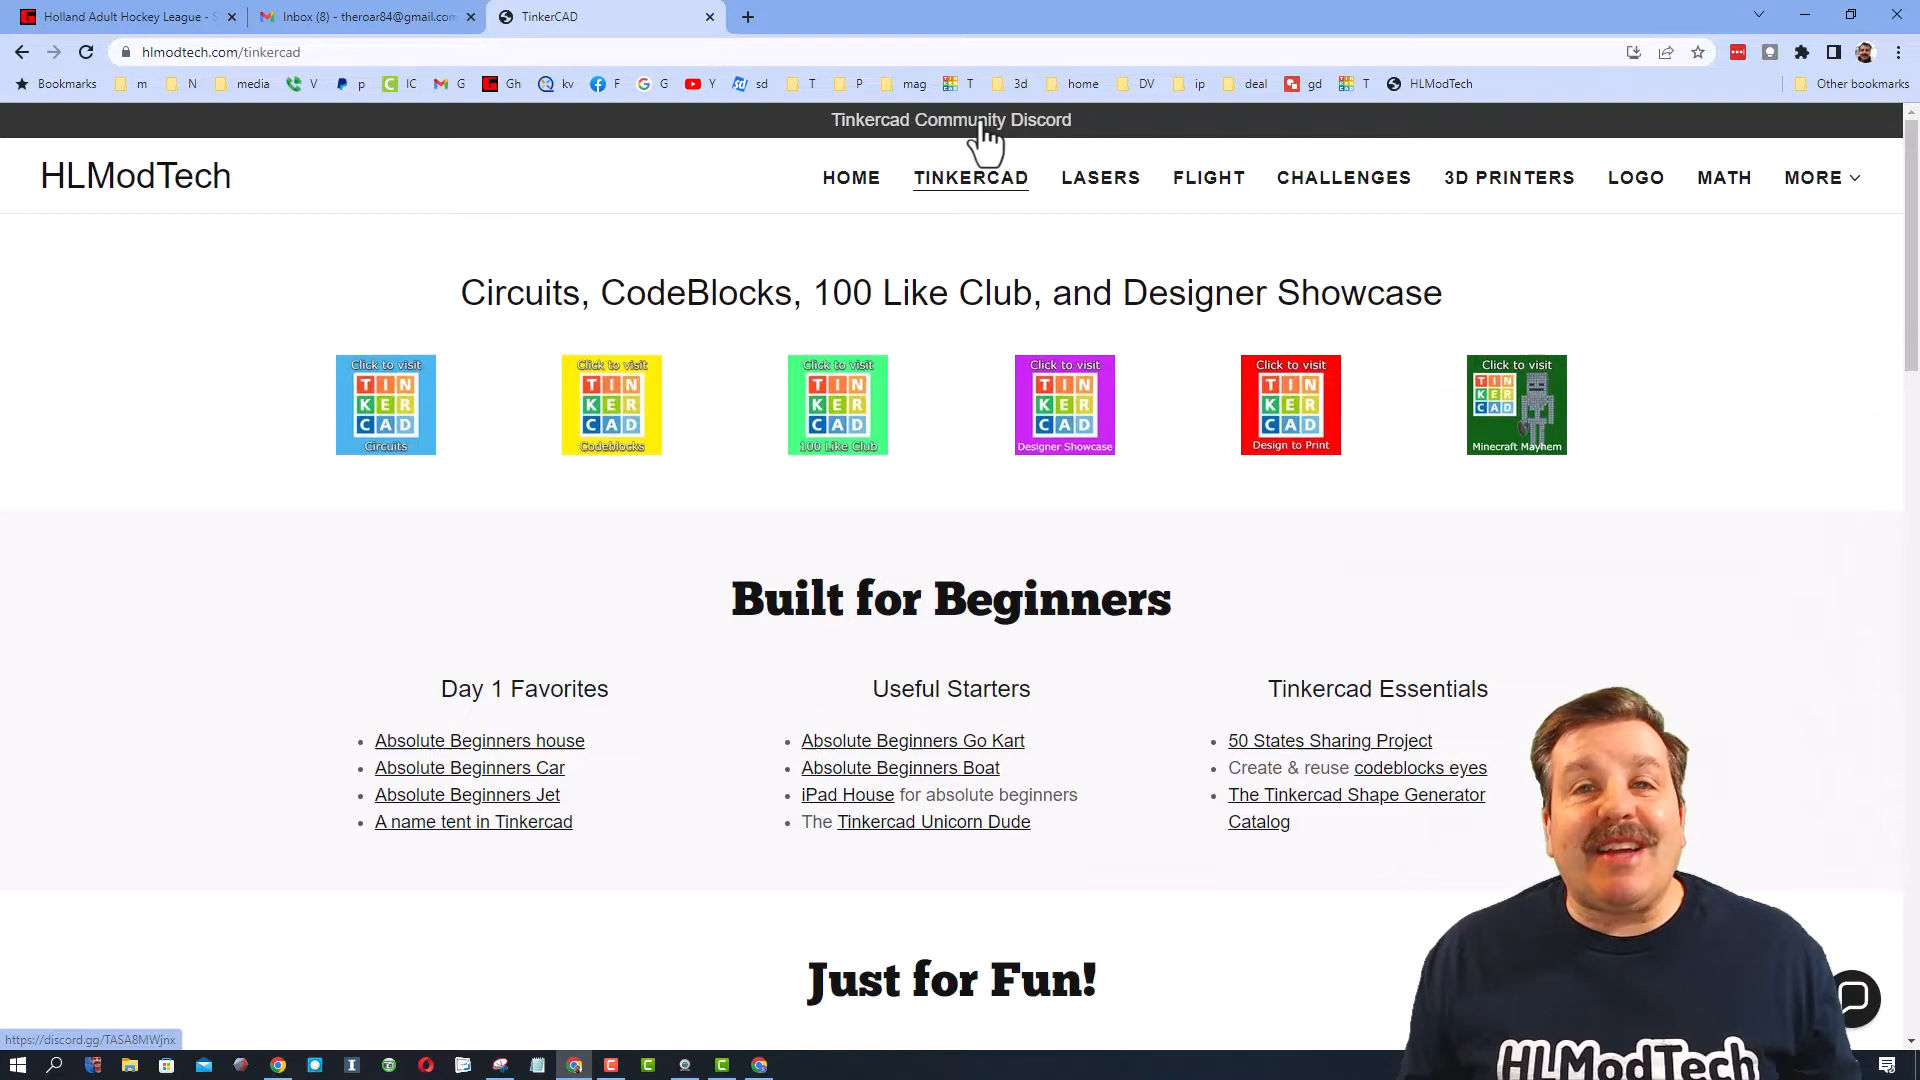 Holland Adult Hockey League - S
Inbox (8) - theroar84@gmail.com
TinkerCAD
hlmodtech.com/tinkercad
Bookmarks m N media V p IC G Gh kv F G Y sd T P mag T 3d home DV ip deal gd T HLModTech Other bookmarks
Tinkercad Community Discord
HLModTech
HOME TINKERCAD LASERS FLIGHT CHALLENGES 3D PRINTERS LOGO MATH MORE
Circuits, CodeBlocks, 100 Like Club, and Designer Showcase
Click to visit
TIN
KER
CAD
Circuits
Click to visit
TIN
KER
CAD
Codeblocks
Click to visit
TIN
KER
CAD
100 Like Club
Click to visit
TIN
KER
CAD
Designer Showcase
Click to visit
TIN
KER
CAD
Design to Print
Click to visit
TIN
KER
CAD
Minecraft Mayhem
Built for Beginners
Day 1 Favorites
Absolute Beginners house
Absolute Beginners Car
Absolute Beginners Jet
A name tent in Tinkercad
Useful Starters
Absolute Beginners Go Kart
Absolute Beginners Boat
iPad House for absolute beginners
The Tinkercad Unicorn Dude
Tinkercad Essentials
50 States Sharing Project
Create & reuse codeblocks eyes
The Tinkercad Shape Generator
Catalog
Just for Fun!
HLModTech
https://discord.gg/TASA8MWjnx